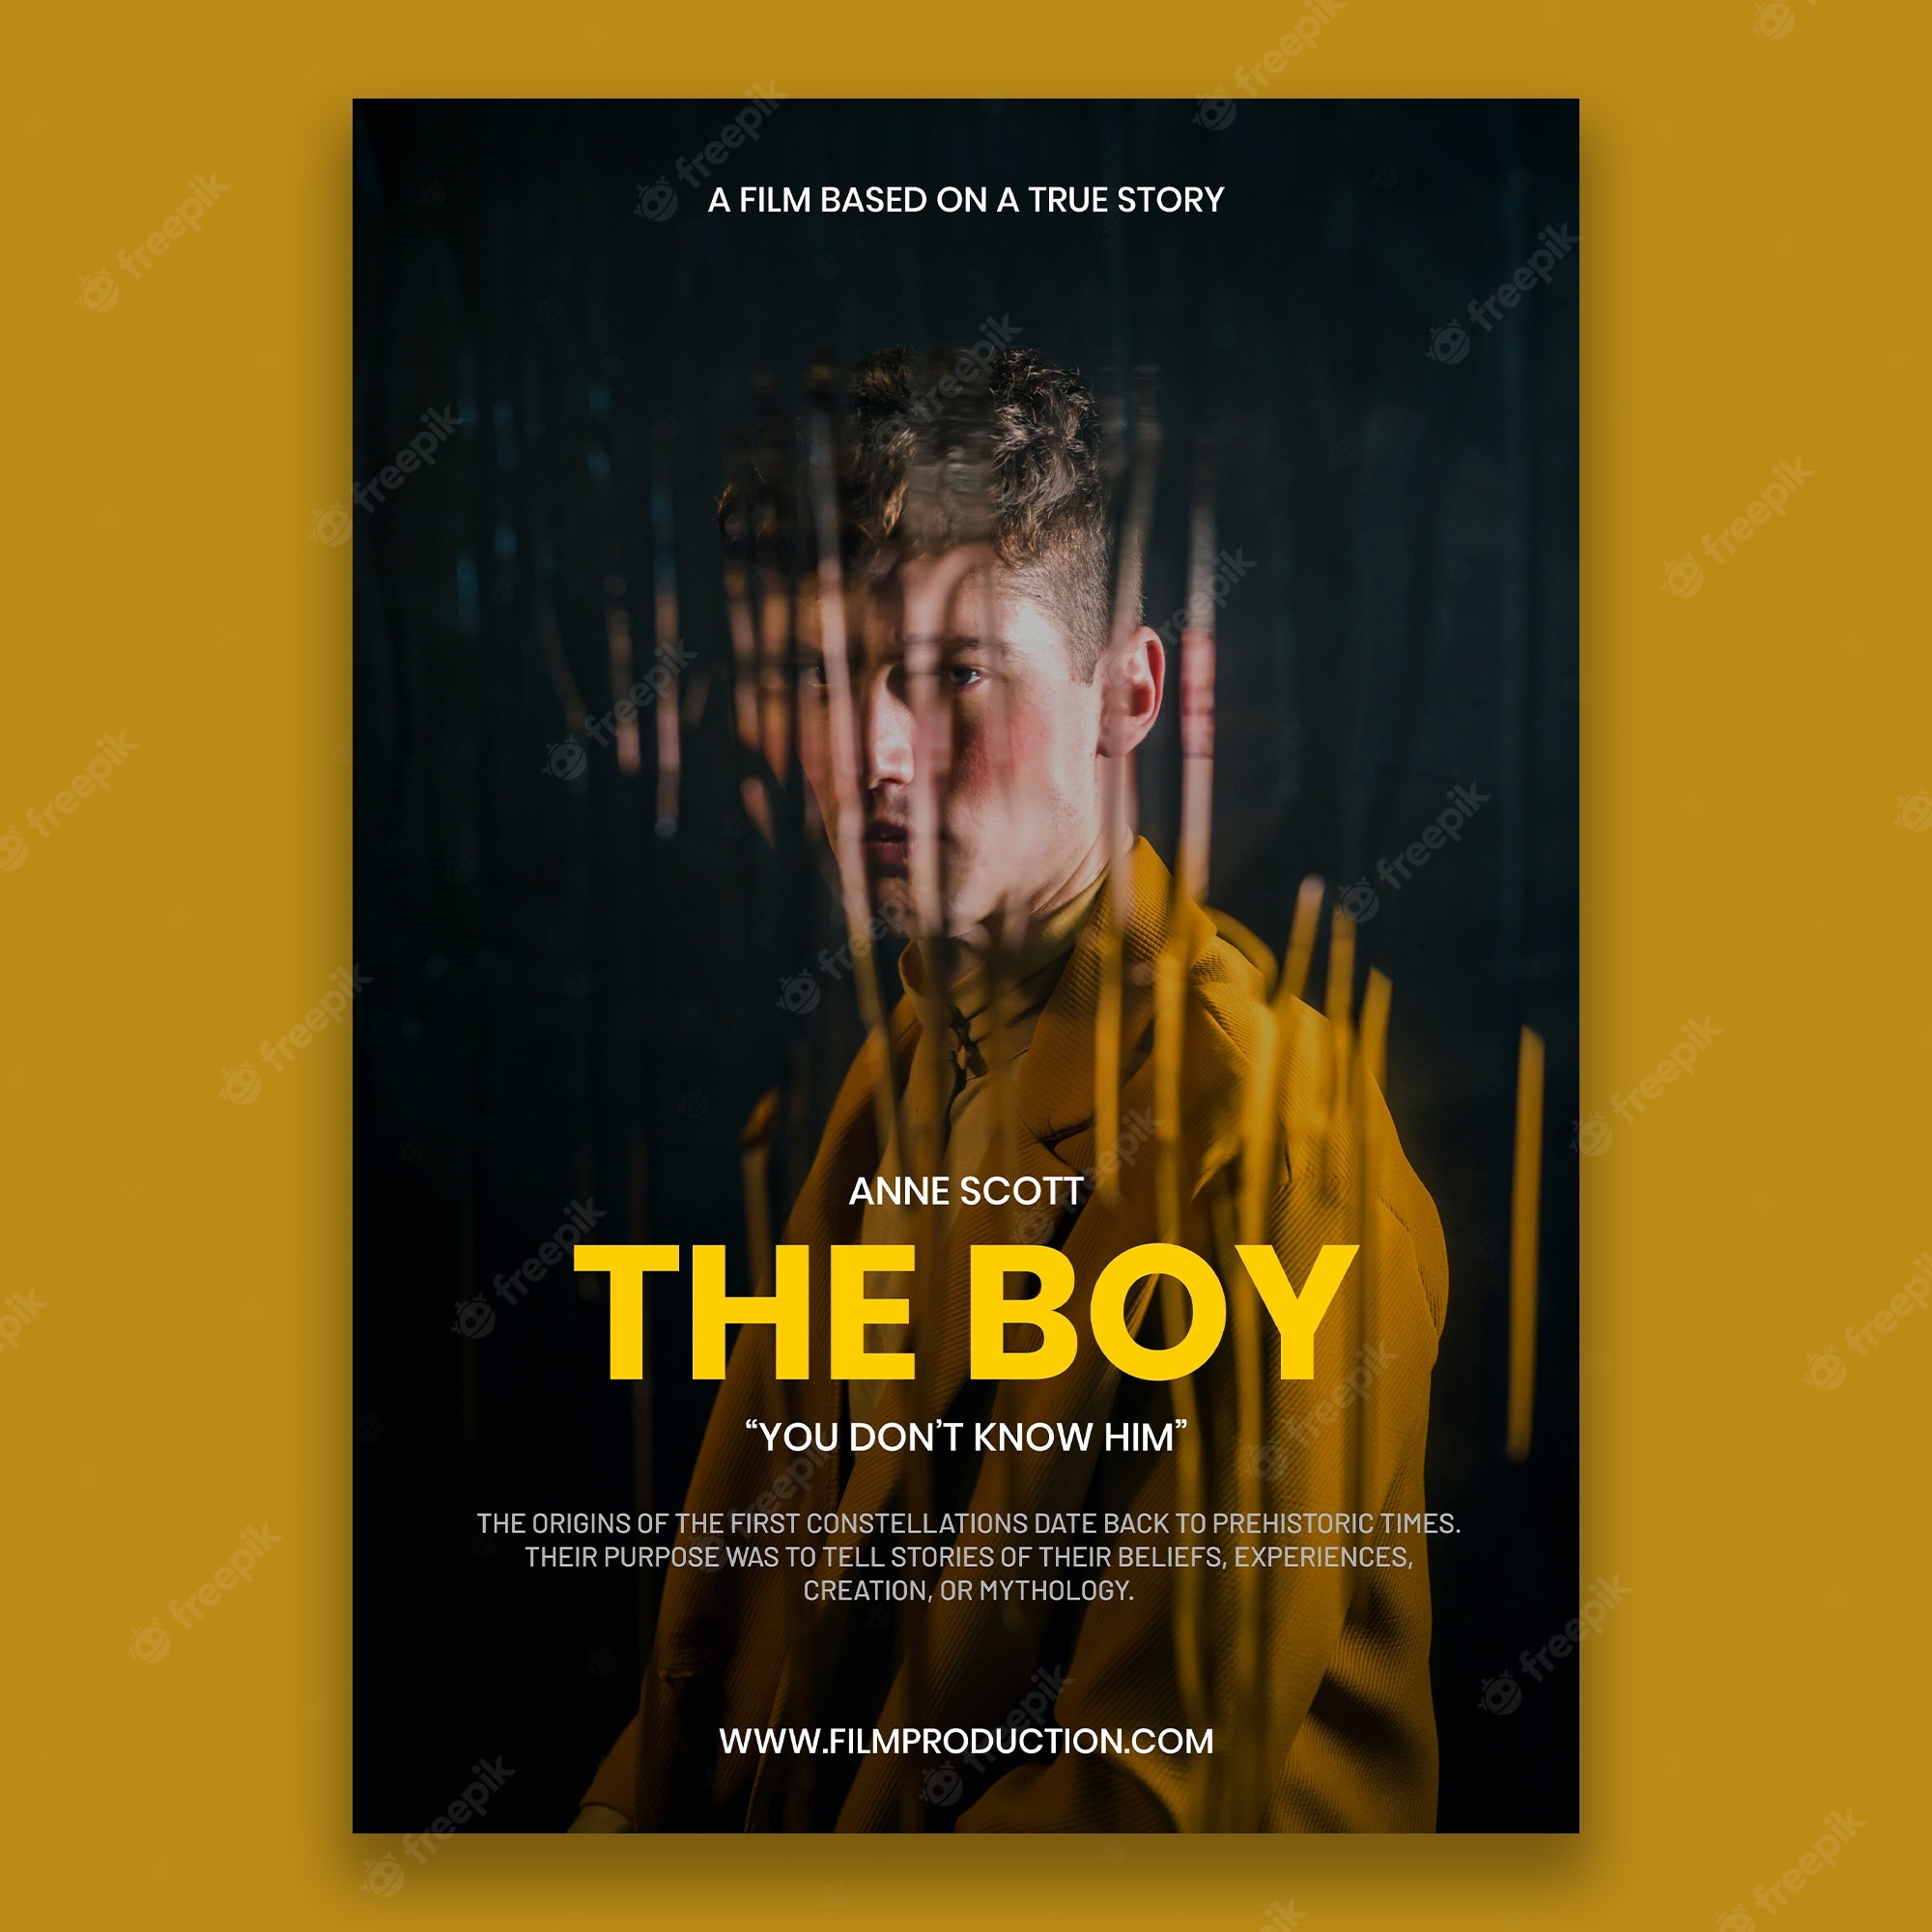 A FILM BASED ON A TRUE STORY
ANNE SCOTT
THE BOY
“YOU DON’T KNOW HIM”
THE ORIGINS OF THE FIRST CONSTELLATIONS DATE BACK TO PREHISTORIC TIMES.
THEIR PURPOSE WAS TO TELL STORIES OF THEIR BELIEFS, EXPERIENCES,
CREATION, OR MYTHOLOGY.
WWW.FILMPRODUCTION.COM
freepik